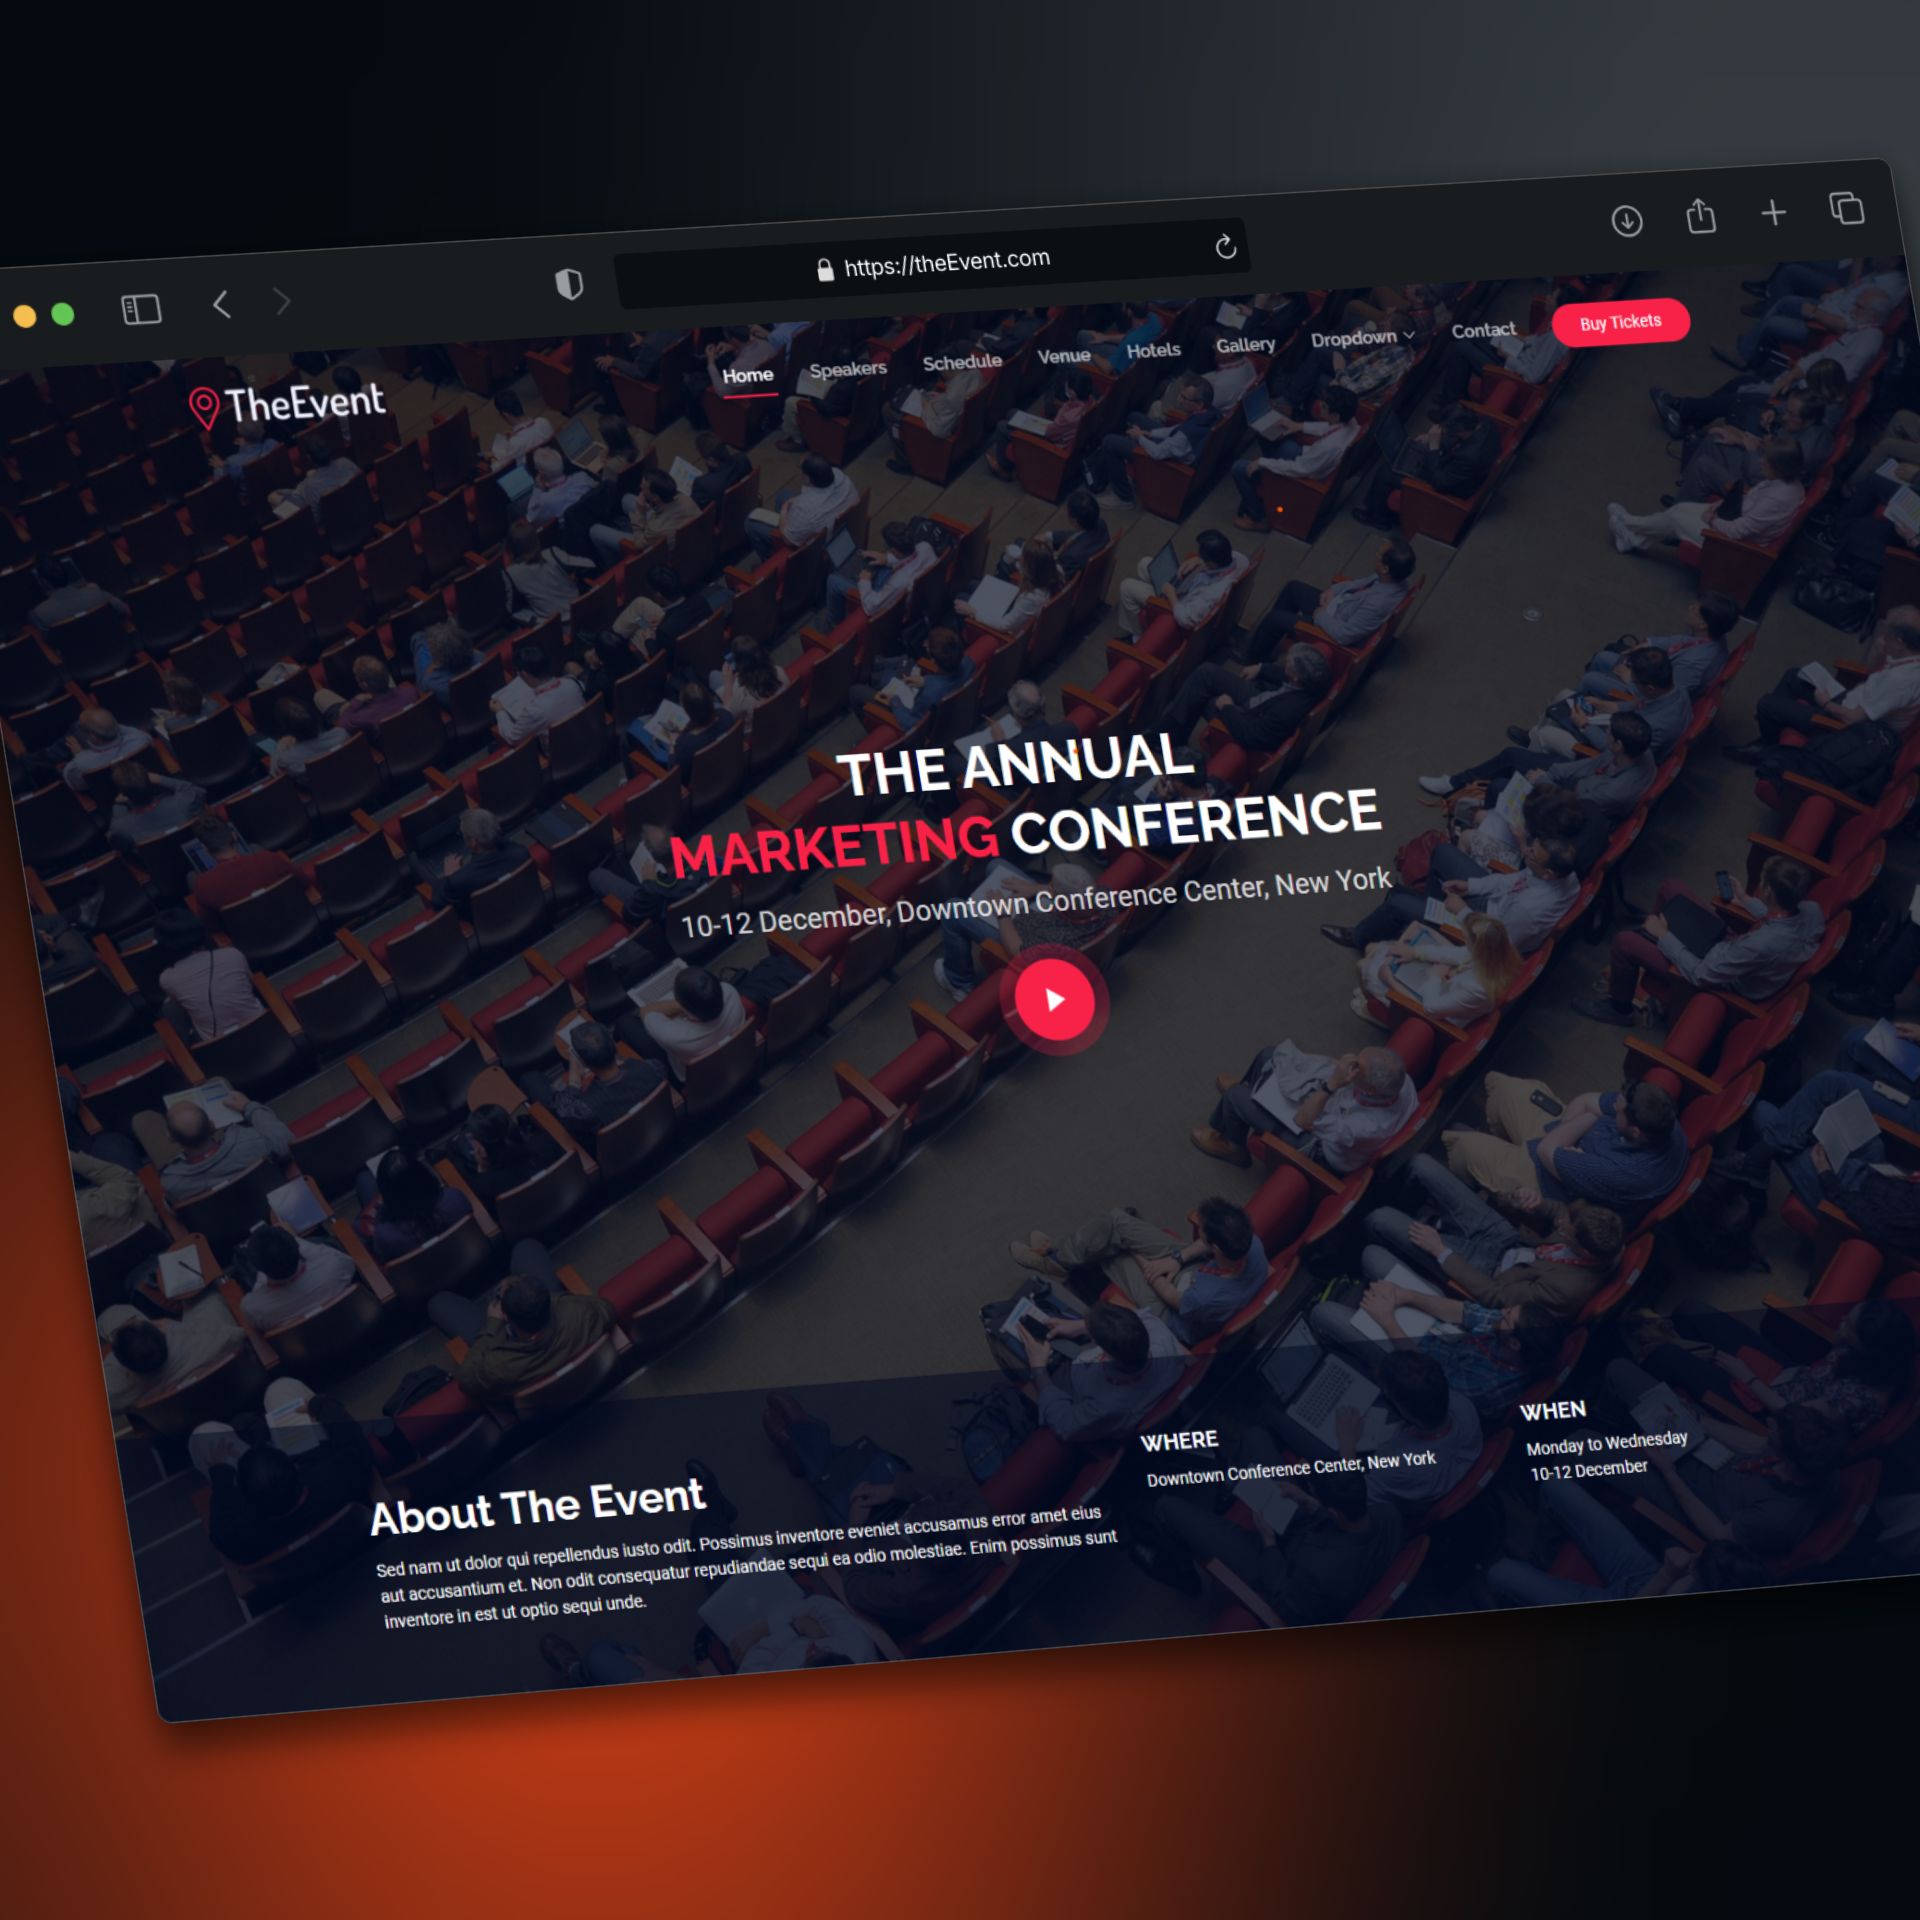 https://theEvent.com
TheEvent
Home Speakers Schedule Venue Hotels Gallery Dropdown Contact Buy Tickets
THE ANNUAL
MARKETING CONFERENCE
10-12 December, Downtown Conference Center, New York
About The Event
Sed nam ut dolor qui repellendus iusto odit. Possimus inventore eveniet accusamus error amet eius
aut accusantium et. Non odit consequatur repudiandae sequi ea odio molestiae. Enim possimus sunt
inventore in est ut optio sequi unde.
WHERE
Downtown Conference Center, New York
WHEN
Monday to Wednesday
10-12 December